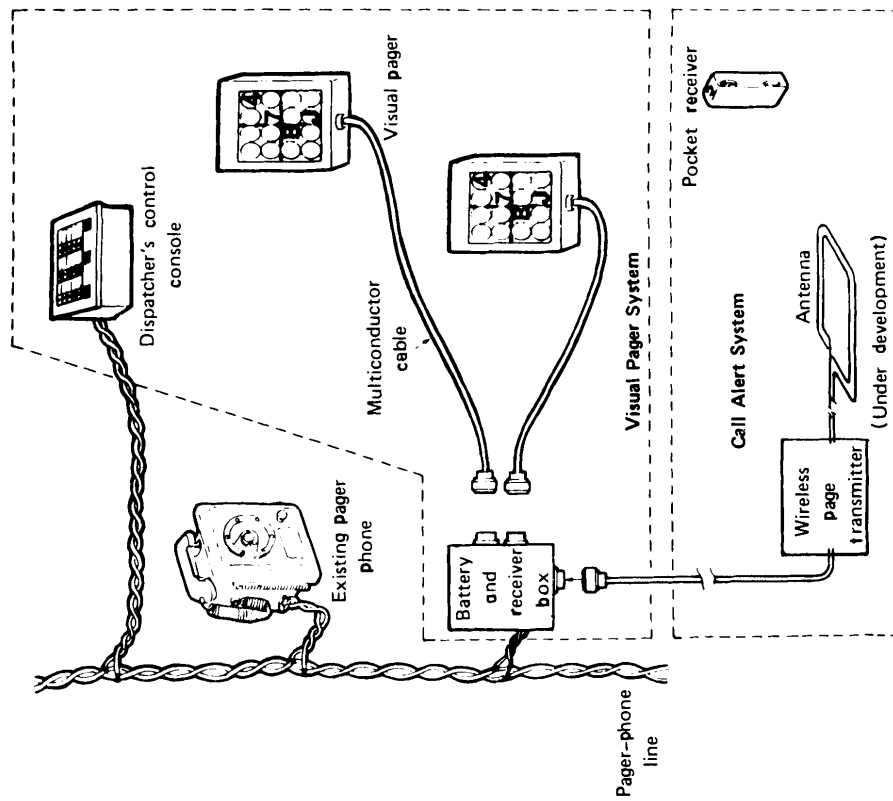 Dispatcher's control
console
Visual pager
Multiconductor
cable
Existing pager
phone
Battery
and
receiver
box
Visual Pager System
Pager-phone
line
Call Alert System
Pocket receiver
Antenna
(Under development)
Wireless
page
transmitter